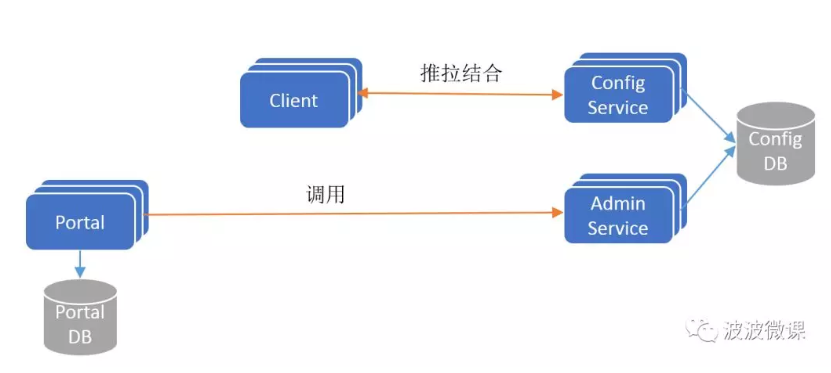 推拉结合
Client
Config
Service
Config
DB
调用
Portal
Admin
Service
Portal
DB
波波微课